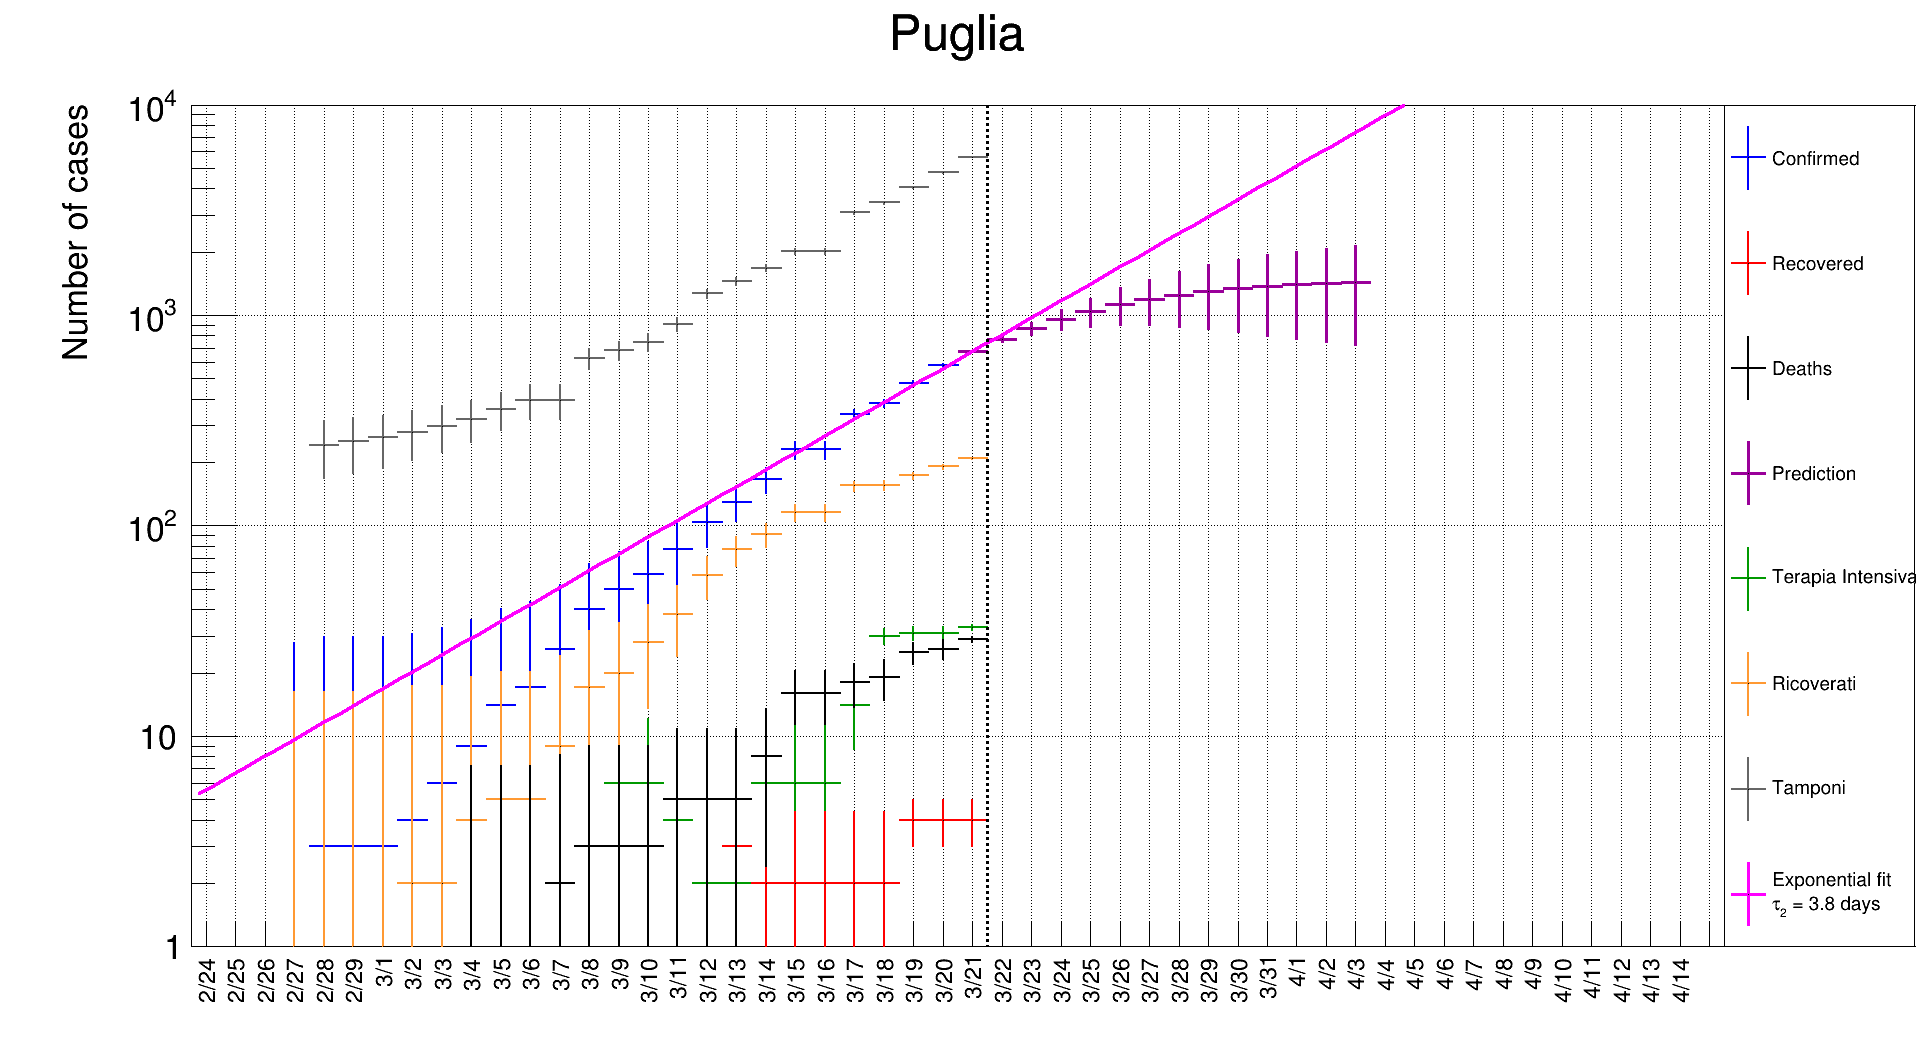 Puglia
Number of cases
10^4
10^3
10^2
10
1
2/24 2/25 2/26 2/27 2/28 2/29 3/1 3/2 3/3 3/4 3/5 3/6 3/7 3/8 3/9 3/10 3/11 3/12 3/13 3/14 3/15 3/16 3/17 3/18 3/19 3/20 3/21 3/22 3/23 3/24 3/25 3/26 3/27 3/28 3/29 3/30 3/31 4/1 4/2 4/3 4/4 4/5 4/6 4/7 4/8 4/9 4/10 4/11 4/12 4/13 4/14
Confirmed
Recovered
Deaths
Prediction
Terapia Intensiva
Ricoverati
Tamponi
Exponential fit
τ₂ = 3.8 days